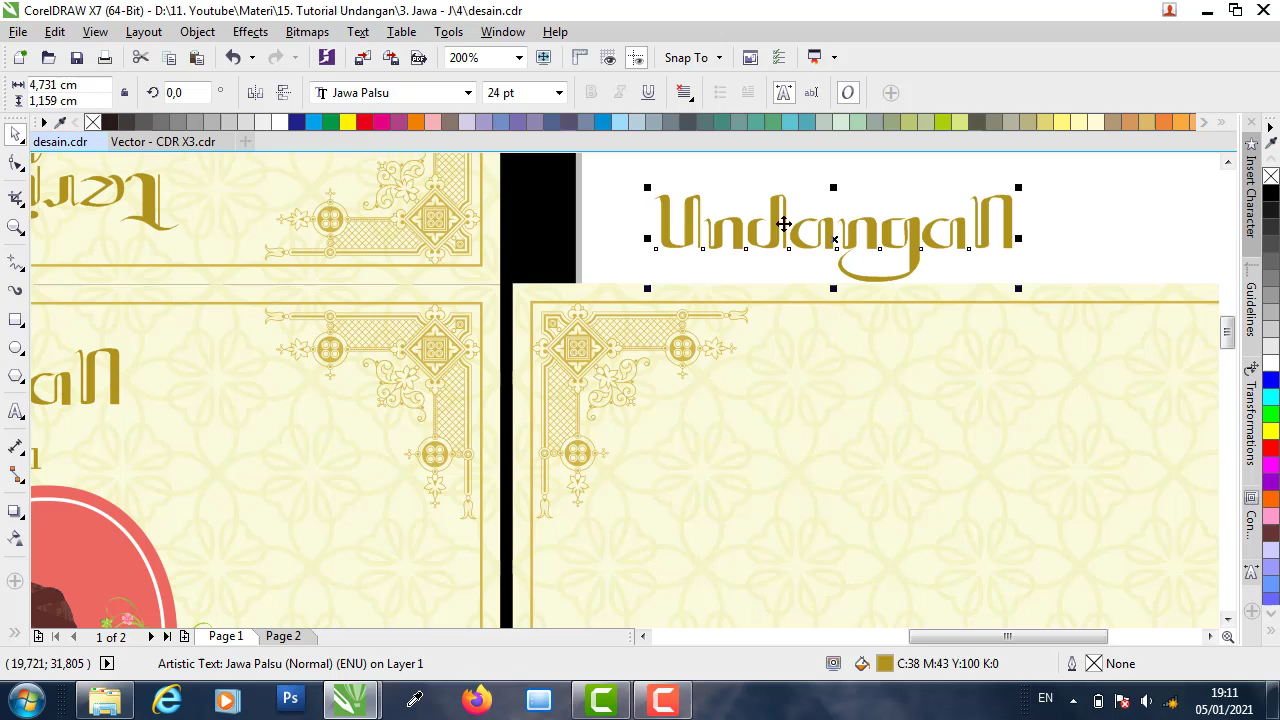 CorelDRAW X7 (64-Bit) - D:\11. Youtube\Materi\15. Tutorial Undangan\3. Jawa - J\4\desain.cdr
File Edit View Layout Object Effects Bitmaps Text Table Tools Window Help
200% Snap To
4,731 cm
1,159 cm
0,0 ° Jawa Palsu 24 pt
desain.cdr Vector - CDR X3.cdr
UndangaN
Insert Character
Guidelines
Transformations
Con...
1 of 2 Page 1 Page 2
(19,721; 31,805) Artistic Text: Jawa Palsu (Normal) (ENU) on Layer 1 C:38 M:43 Y:100 K:0 None
EN 19:11
05/01/2021